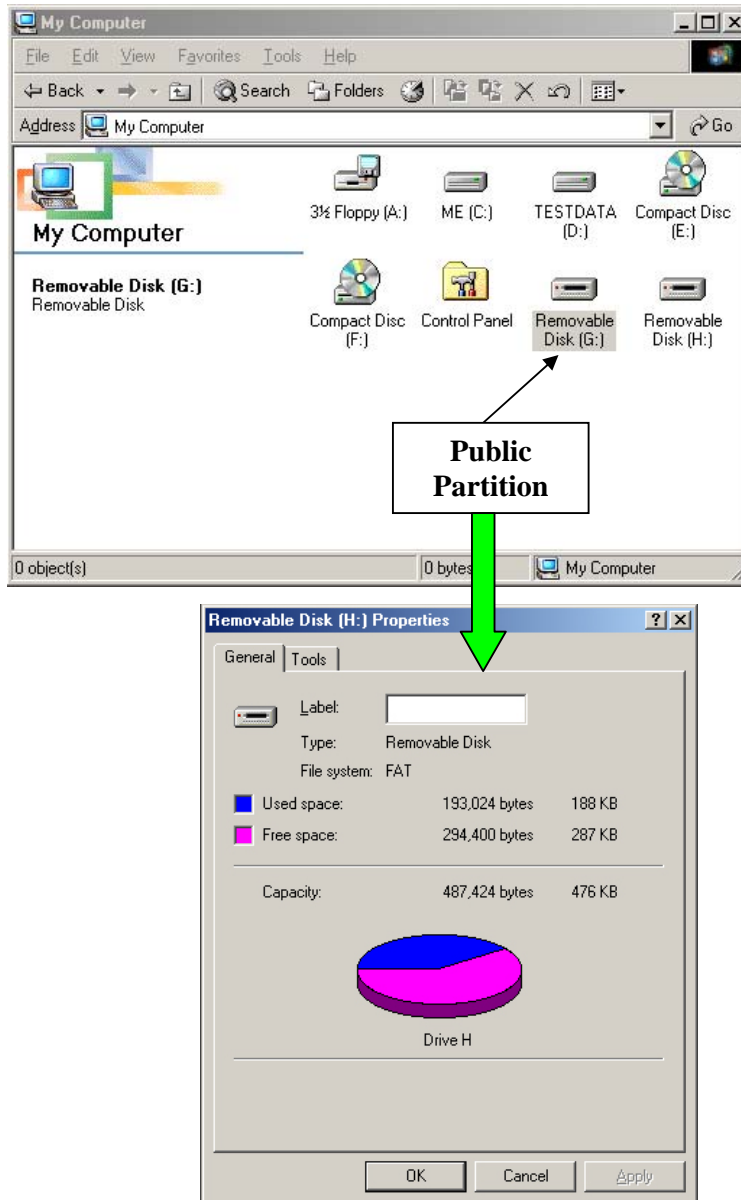 My Computer
File Edit View Favorites Tools Help
Back Search Folders
Address My Computer Go
My Computer
Removable Disk (G:)
Removable Disk
3½ Floppy (A:)
ME (C:)
TESTDATA
(D:)
Compact Disc
(E:)
Compact Disc
(F:)
Control Panel
Removable
Disk (G:)
Removable
Disk (H:)
Public
Partition
0 object(s)
0 bytes
My Computer
Removable Disk (H:) Properties
General Tools
Label:
Type: Removable Disk
File system: FAT
Used space: 193,024 bytes 188 KB
Free space: 294,400 bytes 287 KB
Capacity: 487,424 bytes 476 KB
Drive H
OK Cancel Apply